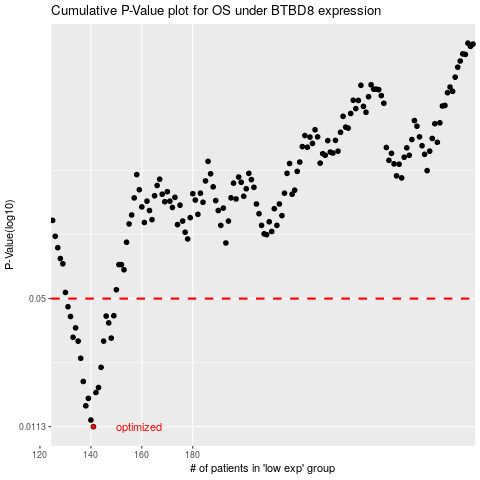 Cumulative P-Value plot for OS under BTBD8 expression
P-Value(log10)
0.05
0.0113
optimized
120 140 160 180
# of patients in 'low exp' group